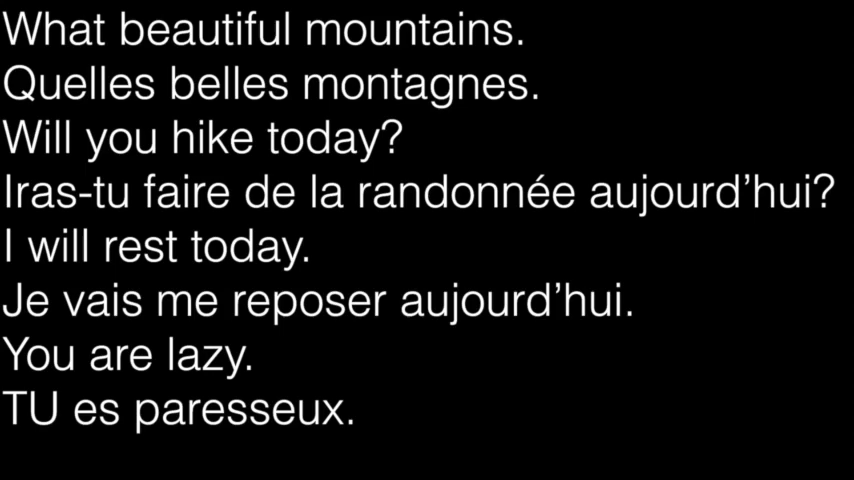 What beautiful mountains.
Quelles belles montagnes.
Will you hike today?
Iras-tu faire de la randonnée aujourd’hui?
I will rest today.
Je vais me reposer aujourd’hui.
You are lazy.
TU es paresseux.